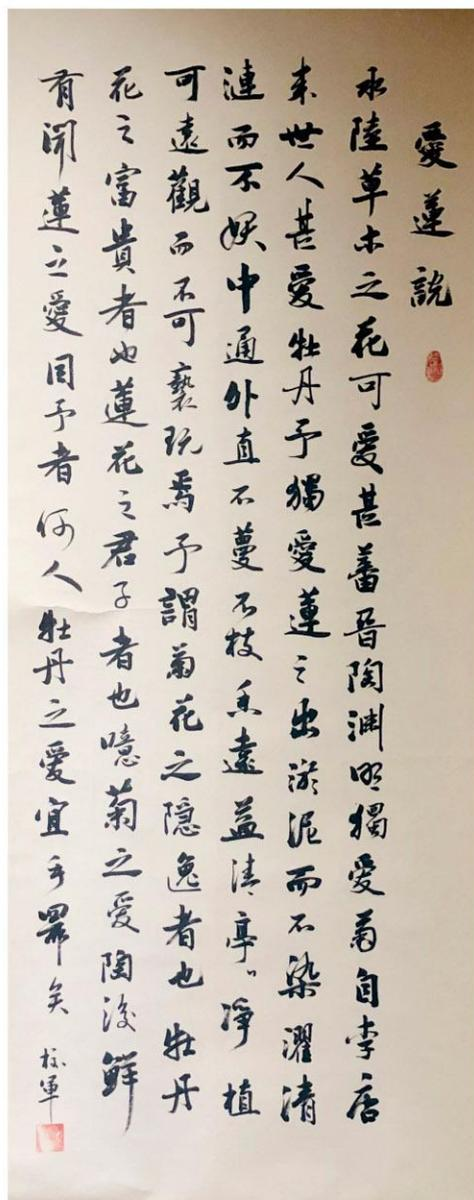 愛蓮説
水陸草木之花可愛甚蕃晉陶渊明獨愛菊自李唐
来世人甚愛牡丹予獨愛蓮之出淤泥而不染濯清
漣而不妖中通外直不蔓不枝香遠益清亭々淨植
可遠觀而不可褻玩焉予謂菊花之隱逸者也牡丹
花之富貴者也蓮花之君子者也噫菊之愛陶後鮮
有聞蓮之愛同予者何人牡丹之愛宜乎眾矣
軍